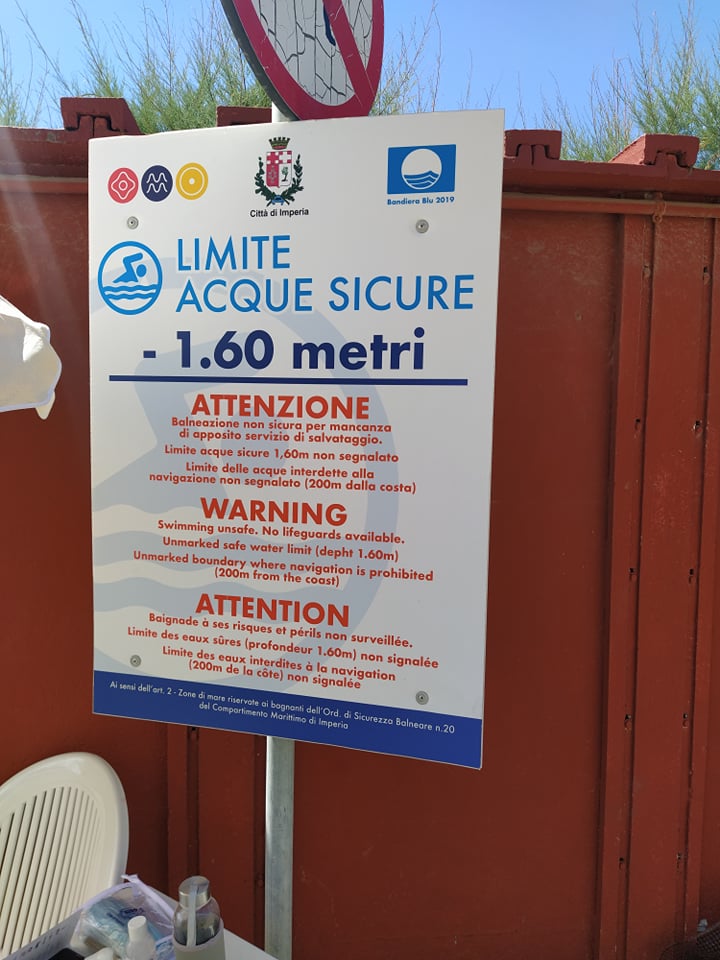 Città di Imperia
Bandiera Blu 2019
LIMITE
ACQUE SICURE
- 1.60 metri
ATTENZIONE
Balneazione non sicura per mancanza
di apposito servizio di salvataggio.
Limite acque sicure 1,60m non segnalato
Limite delle acque interdette alla
navigazione non segnalato (200m dalla costa)
WARNING
Swimming unsafe. No lifeguards available.
Unmarked safe water limit (depht 1.60m)
Unmarked boundary where navigation is prohibited
(200m from the coast)
ATTENTION
Baignade à ses risques et périls non surveillée.
Limite des eaux sûres (profondeur 1.60m) non signalée
Limite des eaux interdites à la navigation
(200m de la côte) non signalée
Ai sensi dell'art. 2 - Zone di mare riservate ai bagnanti dell'Ord. di Sicurezza Balneare n.20
del Compartimento Marittimo di Imperia